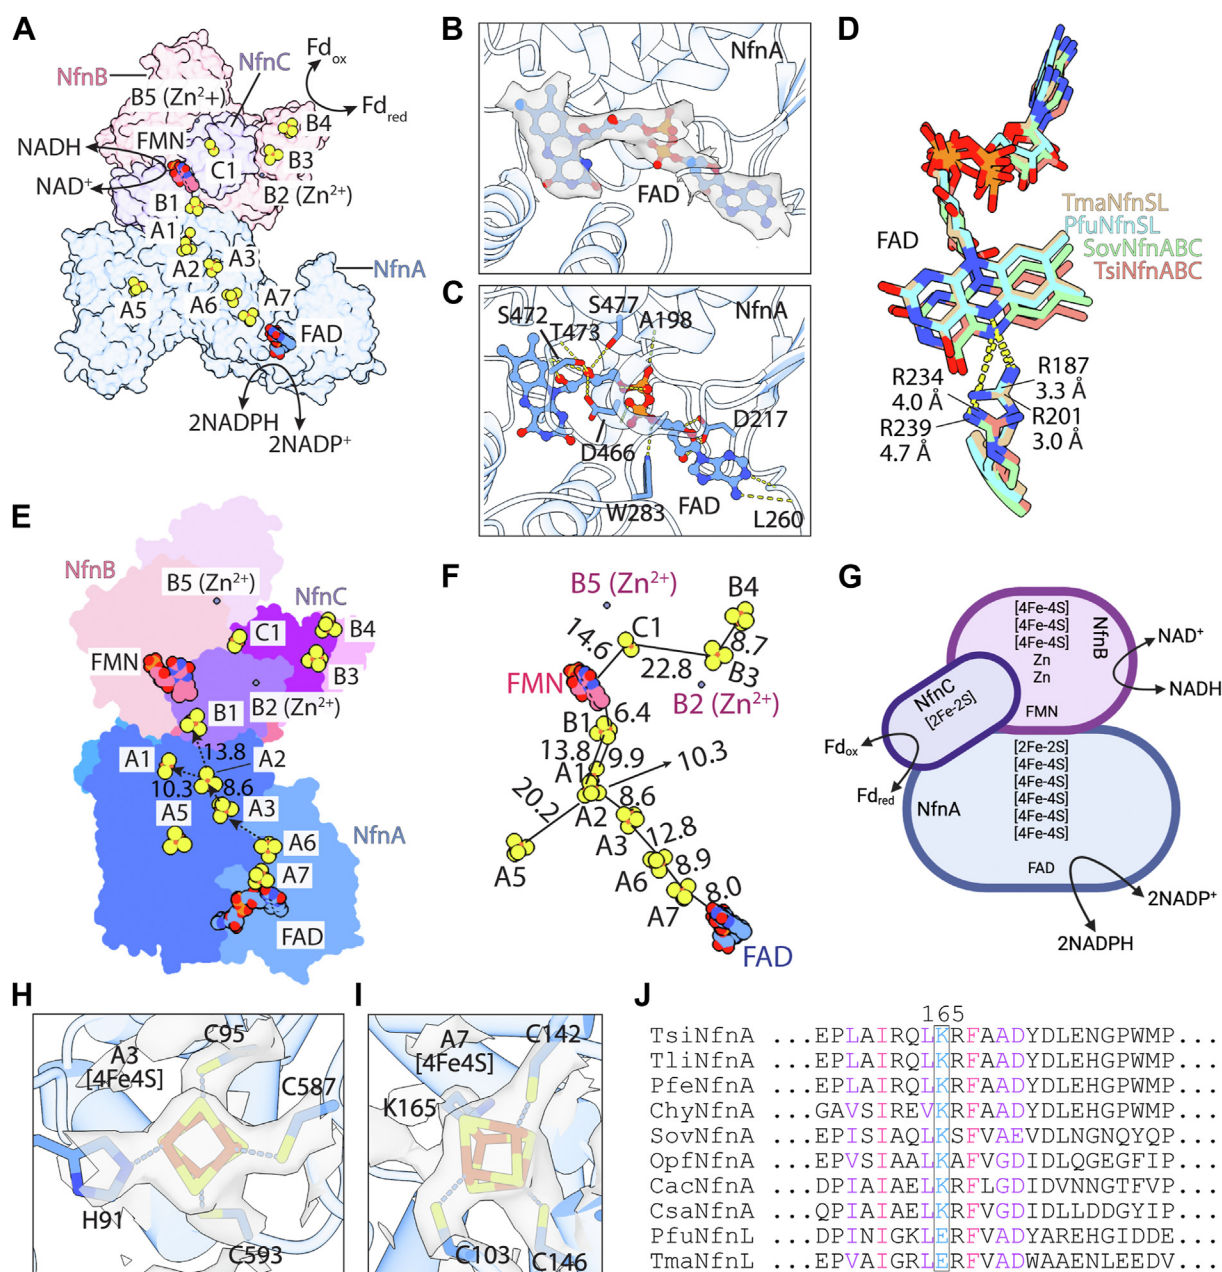 A
Fd ox
NfnC
NfnB
B5 (Zn²+)
Fd red
B4
FMN
NADH
B3
C1
NAD⁺
B2 (Zn²⁺)
B1
A1
A3
A2
NfnA
A5
A6
A7
FAD
2NADPH
2NADP⁺
B
NfnA
FAD
C
S477
NfnA
S472
A198
T473
D217
D466
FAD
W283
L260
D
TmaNfnSL
PfuNfnSL
FAD
SovNfnABC
TsiNfnABC
R234
4.0 Å
R187
3.3 Å
R239
4.7 Å
R201
3.0 Å
E
NfnB
B5 (Zn²⁺)
NfnC
C1
B4
FMN
B3
B2 (Zn²⁺)
B1
13.8
A1
A2
10.3
8.6
A5
A3
A6
NfnA
A7
FAD
F
B5 (Zn²⁺)
B4
C1
14.6
8.7
22.8
FMN
B3
B2 (Zn²⁺)
B1
6.4
13.8
9.9
A1
10.3
20.2
8.6
A2
A3
12.8
A5
A6
8.9
A7
8.0
FAD
G
[4Fe-4S]
[4Fe-4S]
[4Fe-4S]
Zn
Zn
NfnB
NAD⁺
NADH
NfnC
[2Fe-2S]
FMN
Fd ox
Fd red
[2Fe-2S]
[4Fe-4S]
[4Fe-4S]
[4Fe-4S]
[4Fe-4S]
[4Fe-4S]
NfnA
FAD
2NADP⁺
2NADPH
H
C95
A3
[4Fe4S]
C587
H91
C593
I
A7
[4Fe4S]
C142
K165
C103
C146
J
165
TsiNfnA ...EPLAIRQLKRFAADYDLENGPWMP...
TliNfnA ...EPLAIRQLKRFAADYDLEHGPWMP...
PfeNfnA ...EPLAIRQLKRFAADYDLEHGPWMP...
ChyNfnA ...GAVSIREVKRFAADYDLEHGPWMP...
SovNfnA ...EPISIAQLKSFVAEVDLNGNQYQP...
OpfNfnA ...EPVSIAALKAFVGDIDLQGEGFIP...
CacNfnA ...DPIAIAELKRFLGDIDVNNGTFVP...
CsaNfnA ...QPIAIAELKRFVGDIDLLDDGYIP...
PfuNfnL ...DPINIGKLERFVADYAREHGIDDE...
TmaNfnL ...EPVAIGRLERFVADWAAENLEEDV...